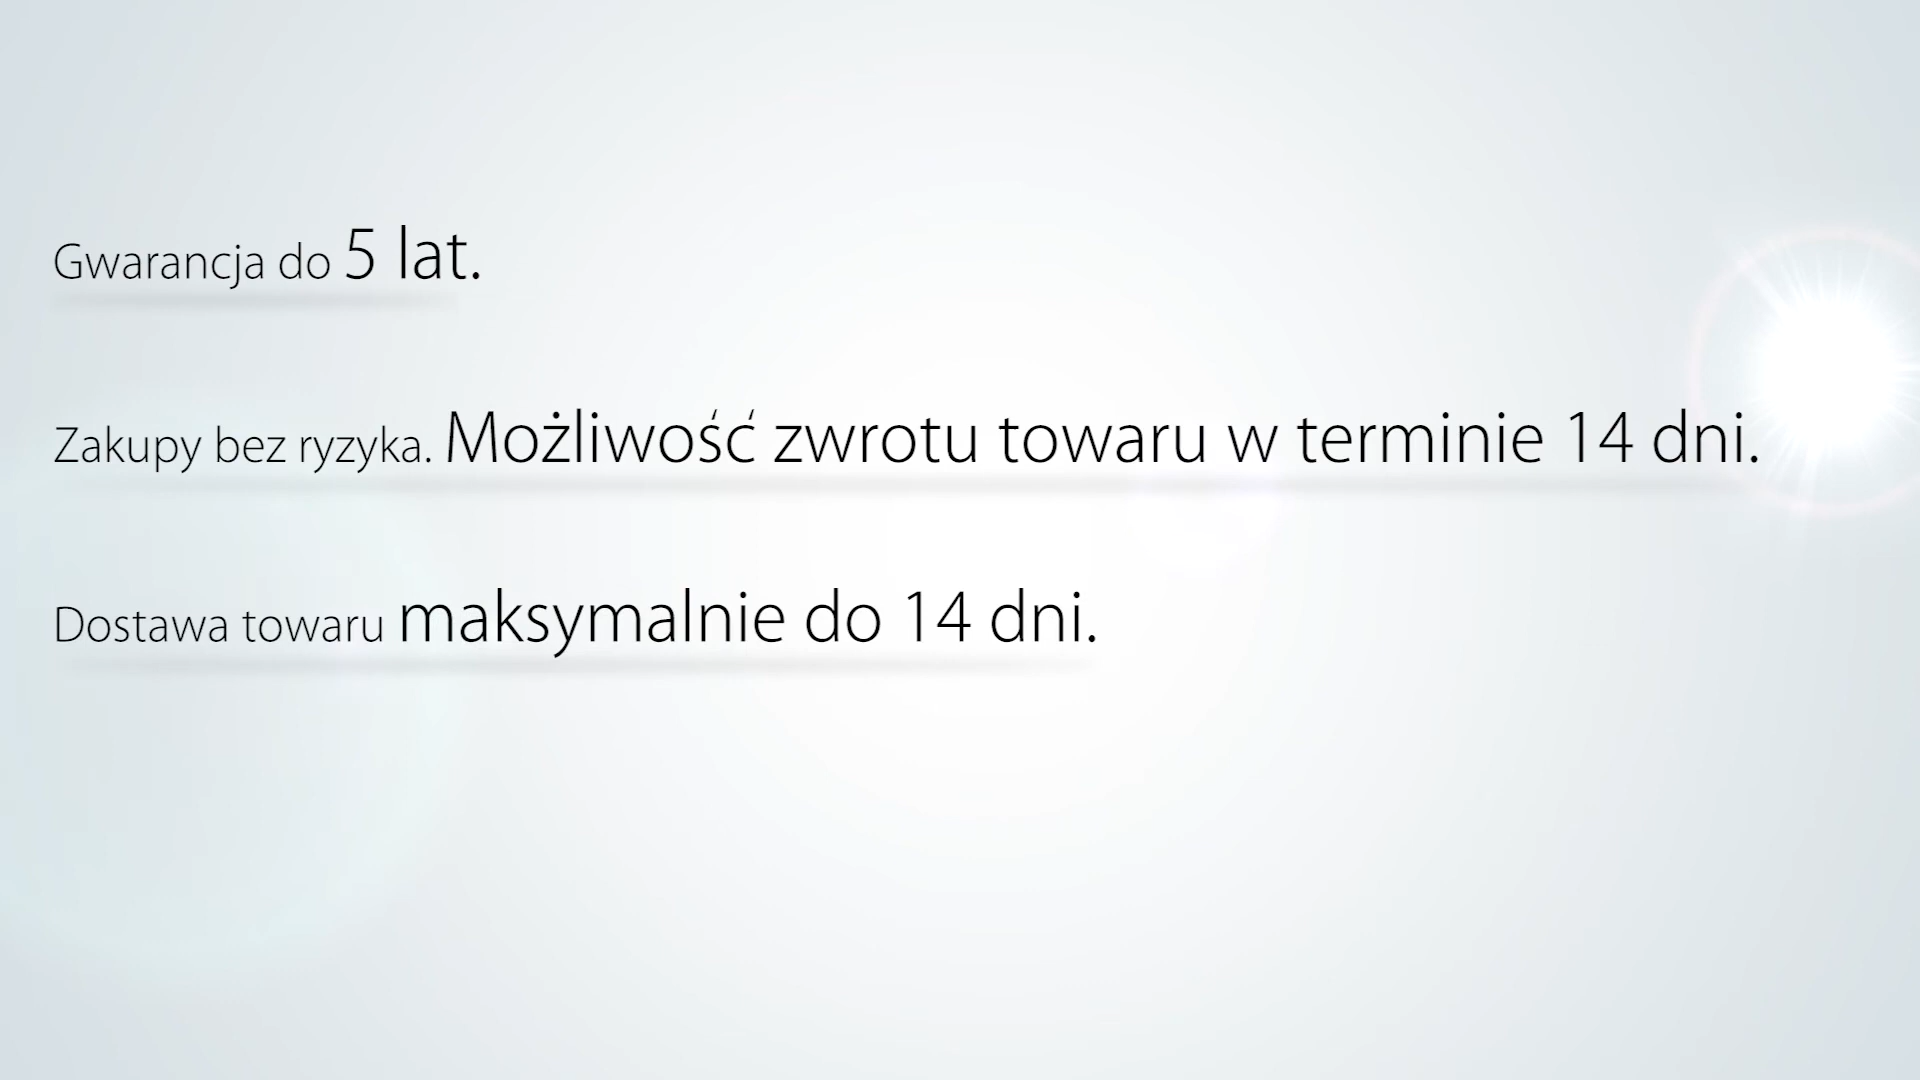 Gwarancja do 5 lat.
Zakupy bez ryzyka. Możliwość zwrotu towaru w terminie 14 dni.
Dostawa towaru maksymalnie do 14 dni.